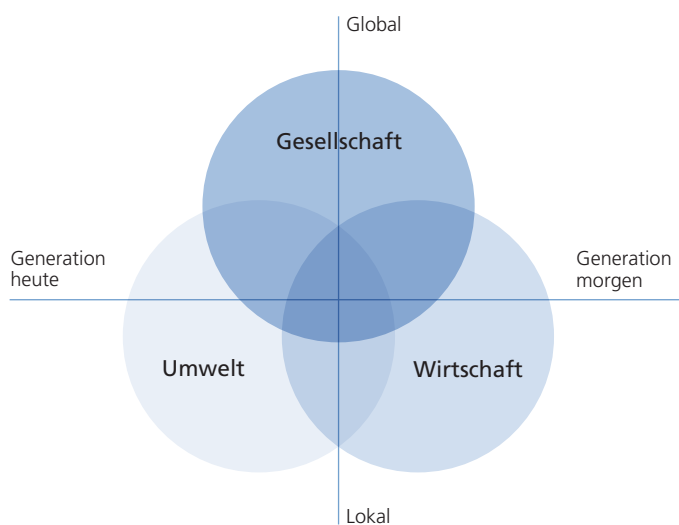 Global
Gesellschaft
Generation
heute
Generation
morgen
Umwelt
Wirtschaft
Lokal